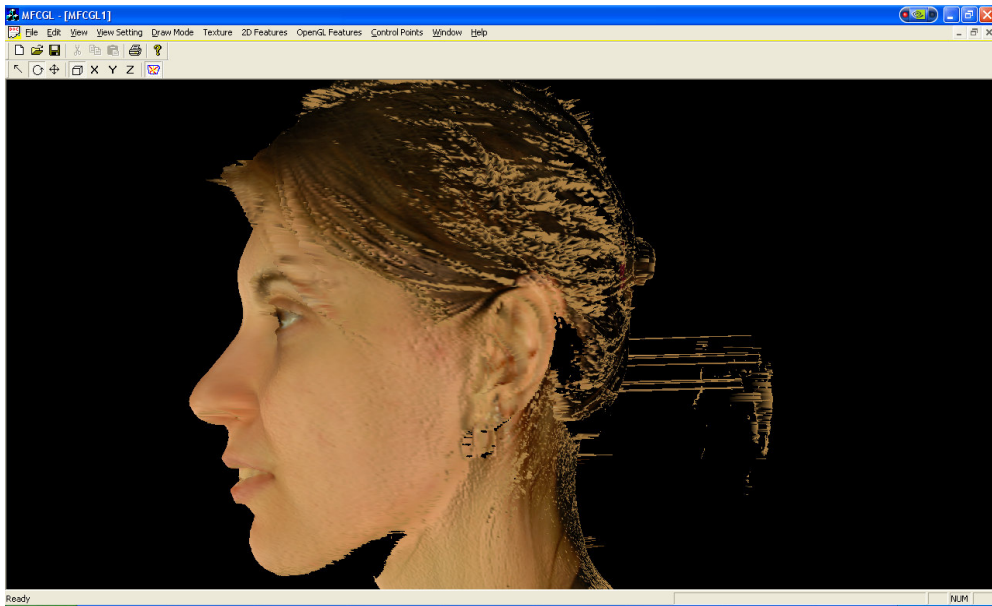 MFCGL - [MFCGL1]
File Edit View View Setting Draw Mode Texture 2D Features OpenGL Features Control Points Window Help
X Y Z
Ready NUM